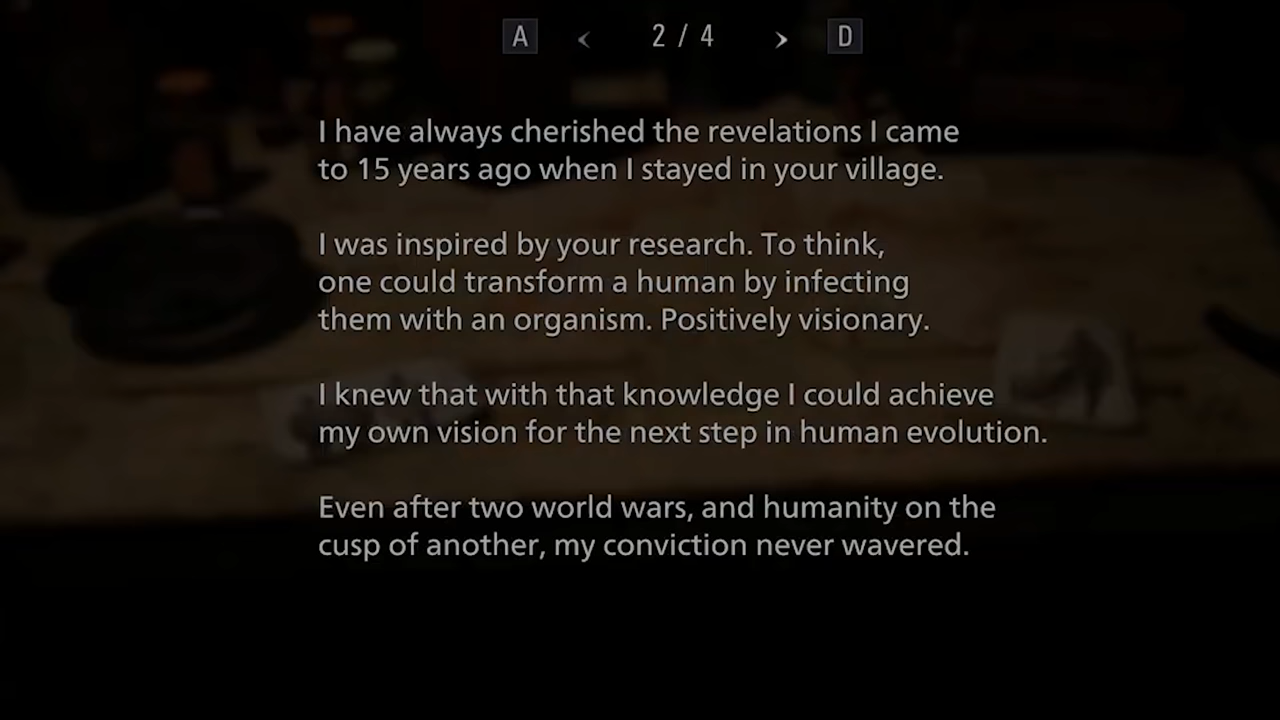 A < 2 / 4 > D
I have always cherished the revelations I came
to 15 years ago when I stayed in your village.
I was inspired by your research. To think,
one could transform a human by infecting
them with an organism. Positively visionary.
I knew that with that knowledge I could achieve
my own vision for the next step in human evolution.
Even after two world wars, and humanity on the
cusp of another, my conviction never wavered.